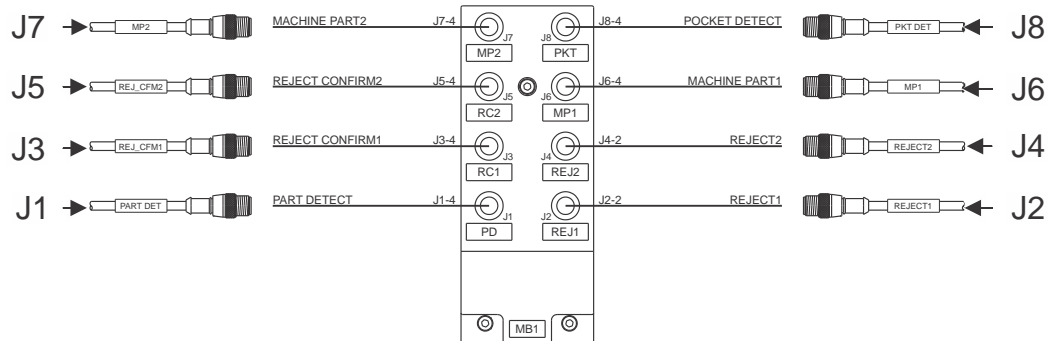 J7 MP2 MACHINE PART2 J7-4 J7 J8 J8-4 POCKET DETECT PKT DET J8
MP2 PKT
J5 REJ_CFM2 REJECT CONFIRM2 J5-4 J5 J6 J6-4 MACHINE PART1 MP1 J6
RC2 MP1
J3 REJ_CFM1 REJECT CONFIRM1 J3-4 J3 J4 J4-2 REJECT2 REJECT2 J4
RC1 REJ2
J1 PART DET PART DETECT J1-4 J1 J2 J2-2 REJECT1 REJECT1 J2
PD REJ1
MB1